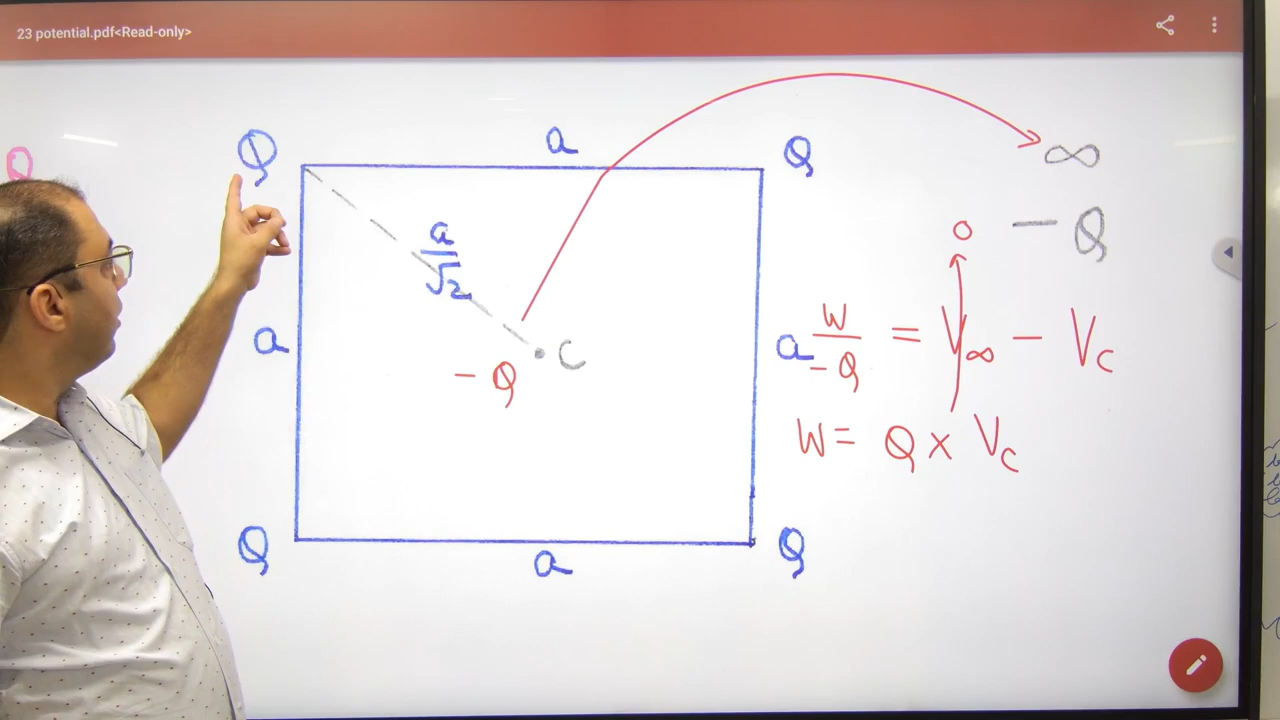 23 potential.pdf<Read-only>
Q
Q
a
Q
∞
a/√2
0
- Q
a
a
W/-Q = V∞ - Vc
- Q
C
W = Q × Vc
Q
a
Q